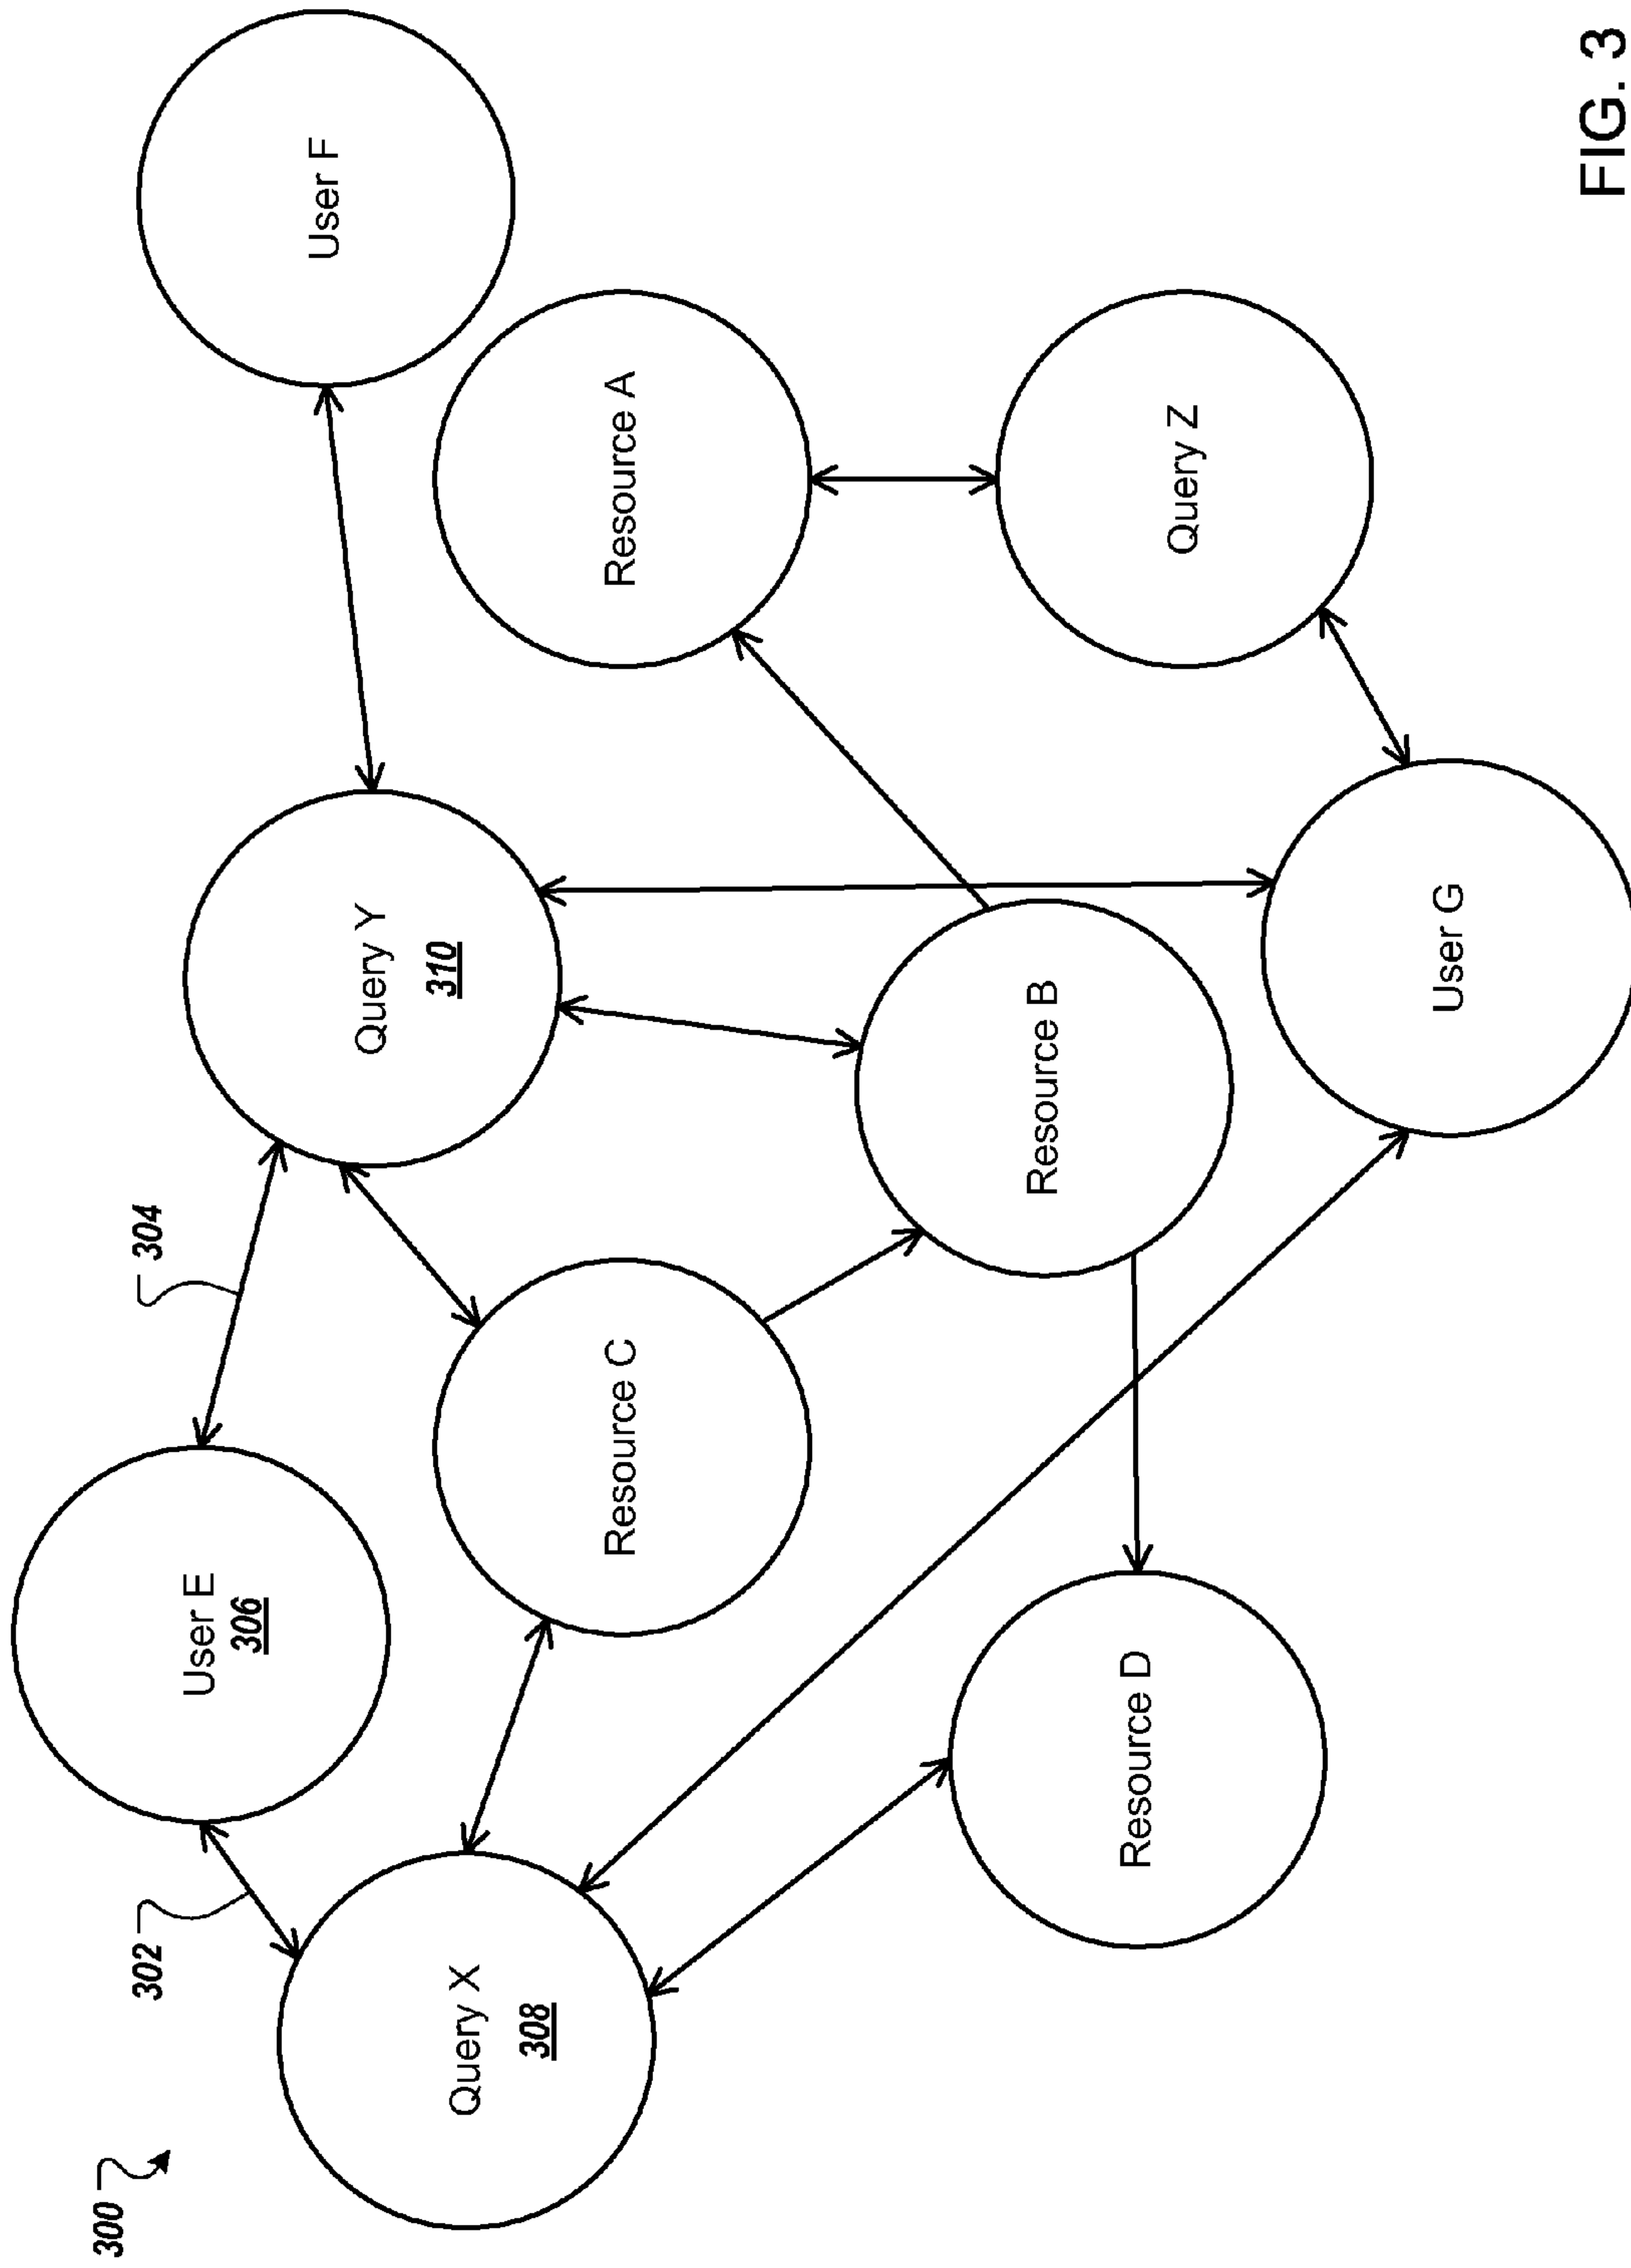 300
302
304
User E
306
User F
Query Y
310
Query X
308
Resource C
Resource A
Resource B
Resource D
Query Z
User G
FIG. 3